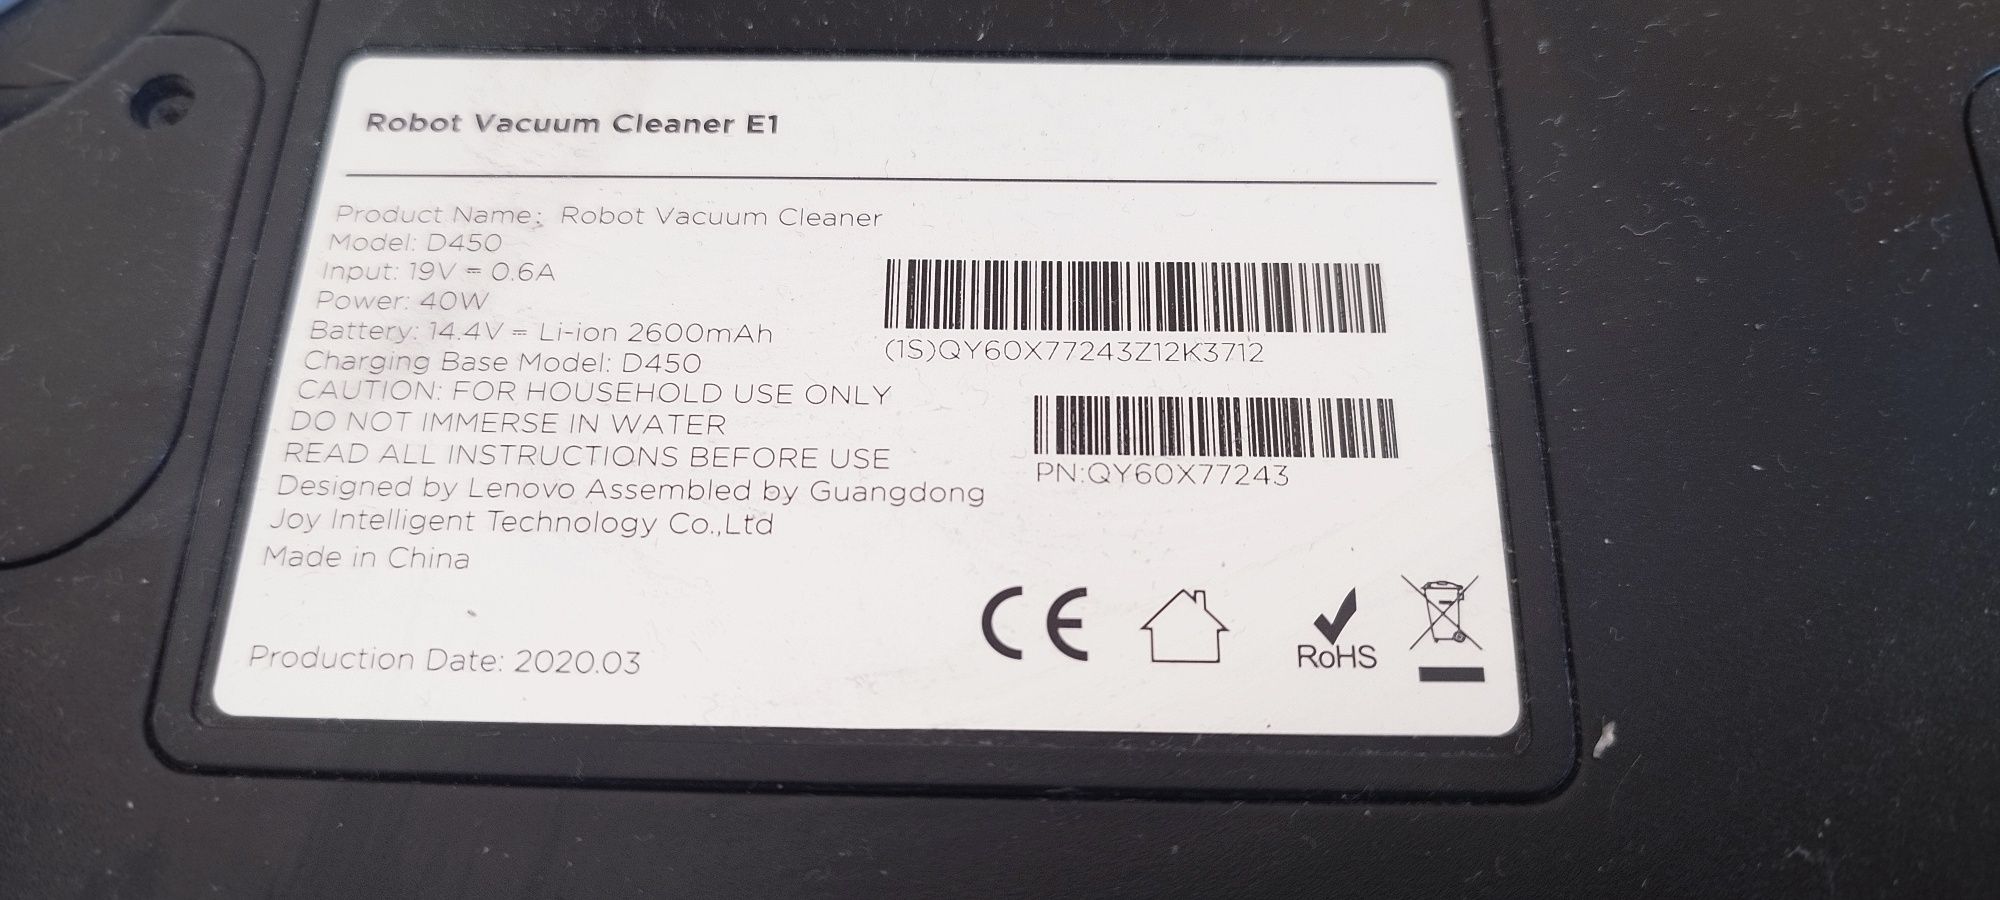 Robot Vacuum Cleaner E1
Product Name: Robot Vacuum Cleaner
Model: D450
Input: 19V ⎓ 0.6A
Power: 40W
Battery: 14.4V ⎓ Li-ion 2600mAh
Charging Base Model: D450
CAUTION: FOR HOUSEHOLD USE ONLY
DO NOT IMMERSE IN WATER
READ ALL INSTRUCTIONS BEFORE USE
Designed by Lenovo Assembled by Guangdong
Joy Intelligent Technology Co.,Ltd
Made in China
(1S)QY60X77243Z12K3712
PN:QY60X77243
Production Date: 2020.03
CE
RoHS